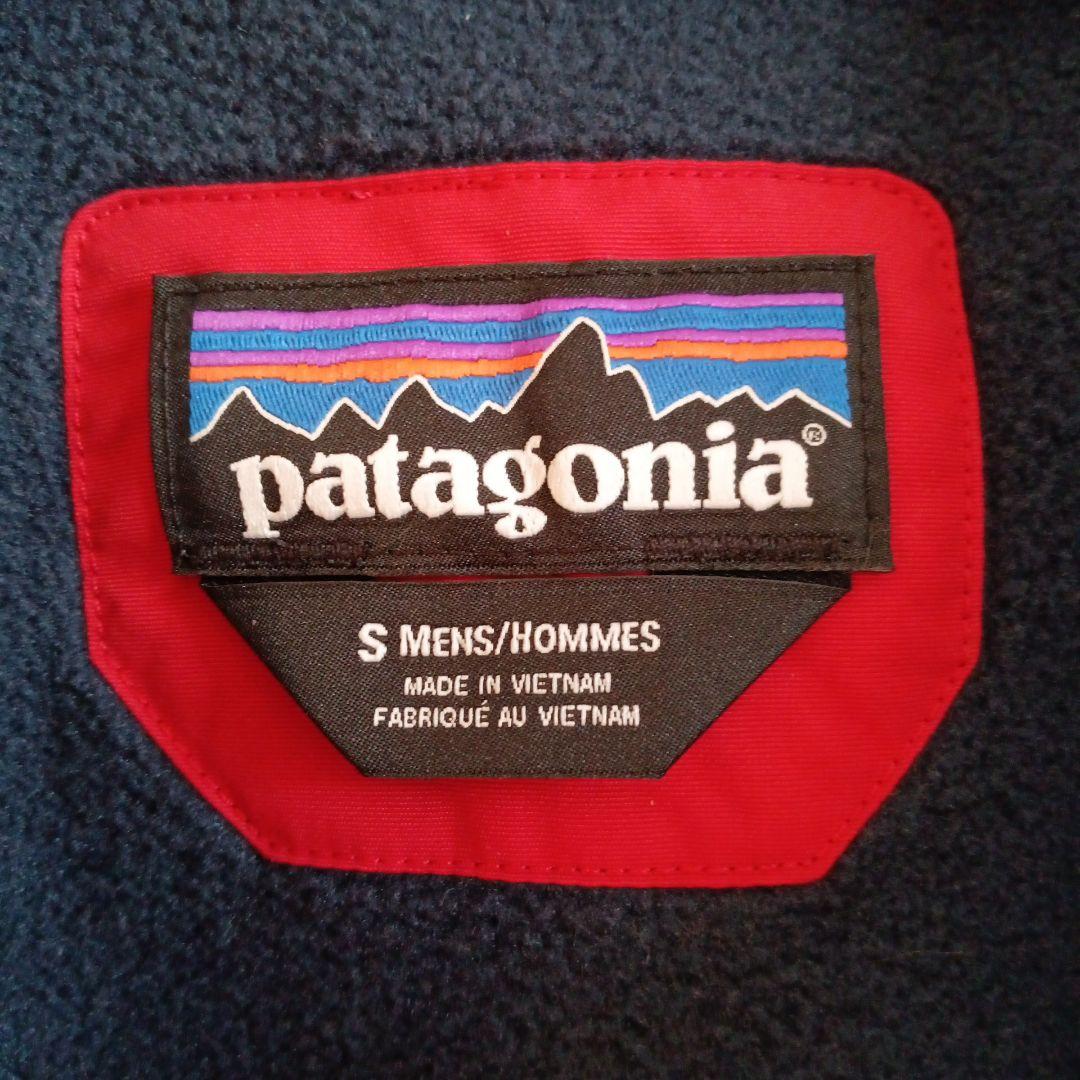 patagonia®
S MENS/HOMMES
MADE IN VIETNAM
FABRIQUÉ AU VIETNAM